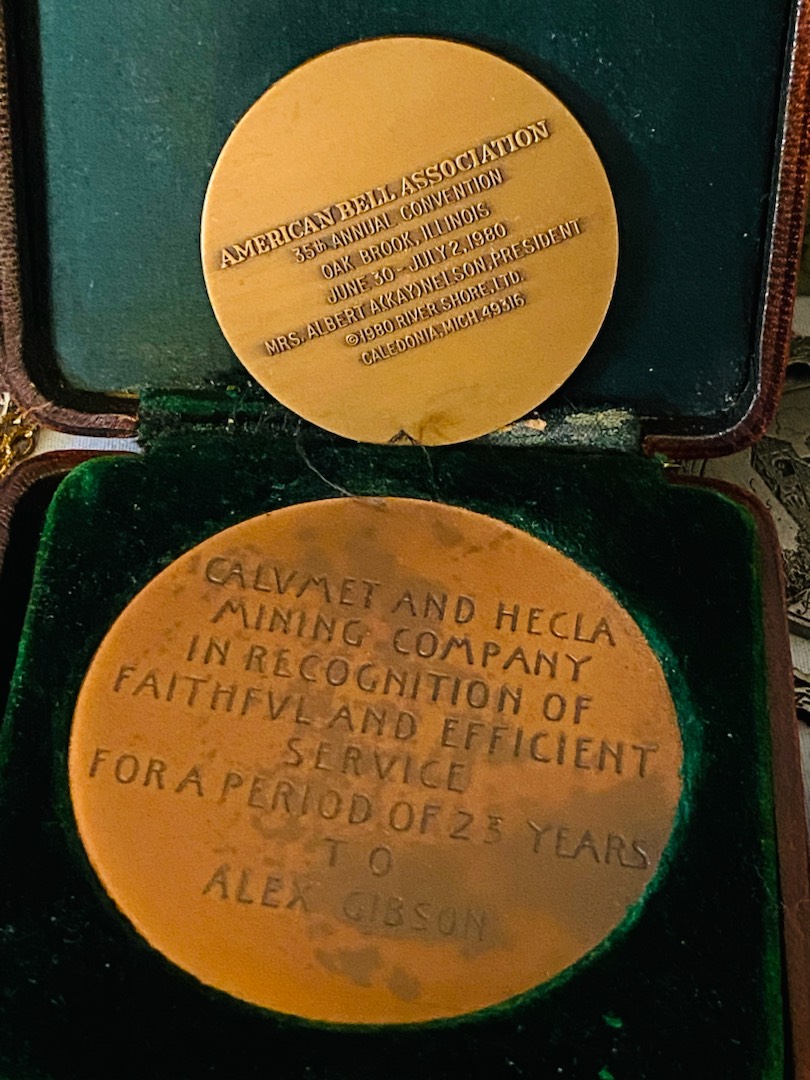 AMERICAN BELL ASSOCIATION
35th ANNUAL CONVENTION
OAK BROOK, ILLINOIS
JUNE 30 - JULY 2, 1980
MRS. ALBERT A.(KAY) NELSON, PRESIDENT
©1980 RIVER SHORE, LTD.
CALEDONIA, MICH. 49316
CALVMET AND HECLA
MINING COMPANY
IN RECOGNITION OF
FAITHFVL AND EFFICIENT
SERVICE
FOR A PERIOD OF 23 YEARS
TO
ALEX GIBSON